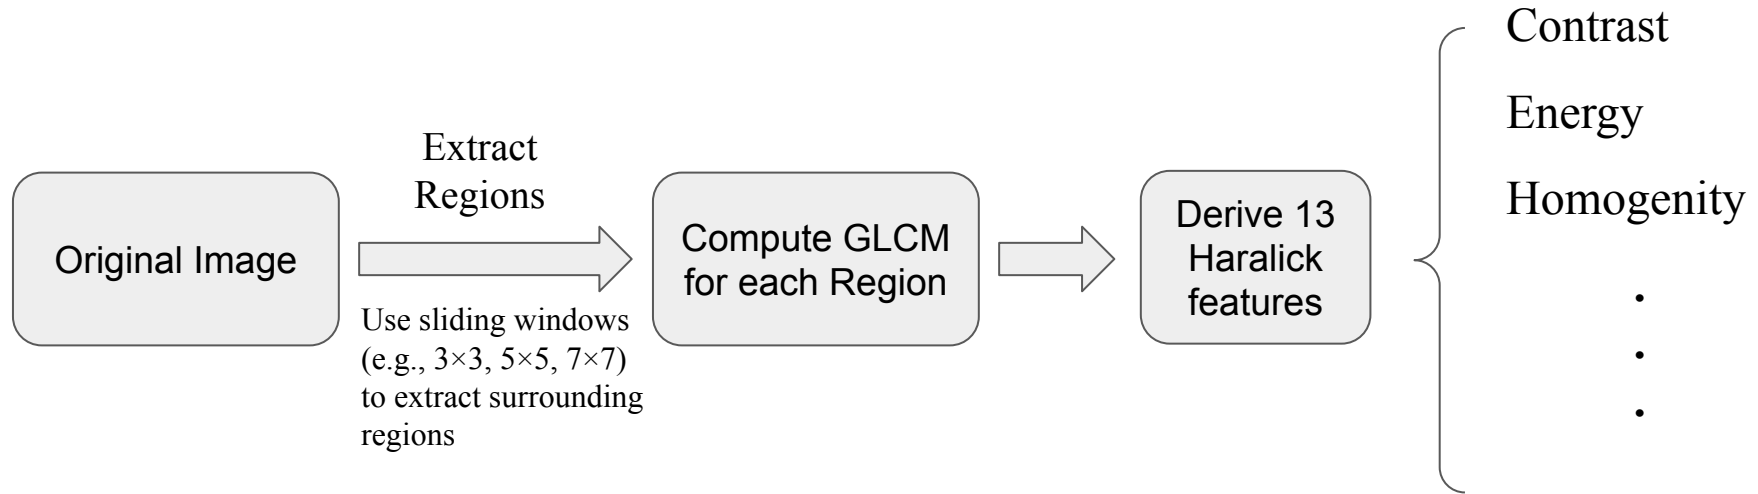 Original Image
Extract
Regions
Use sliding windows
(e.g., 3×3, 5×5, 7×7)
to extract surrounding
regions
Compute GLCM
for each Region
Derive 13
Haralick
features
Contrast
Energy
Homogenity
.
.
.